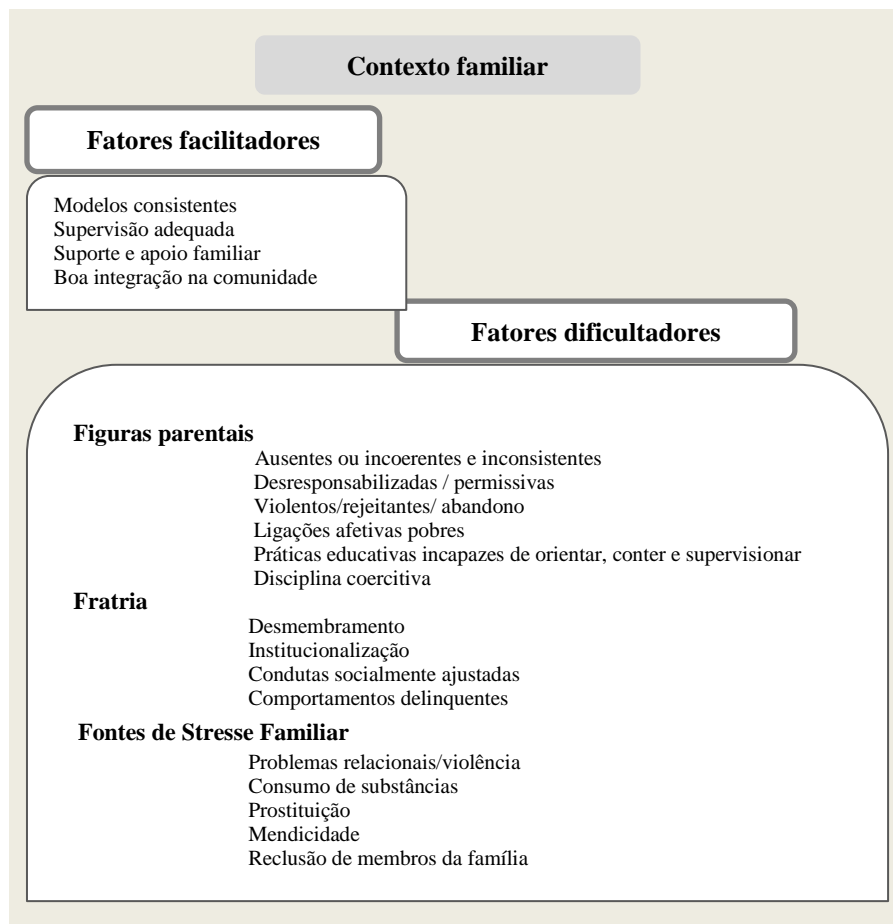 Contexto familiar
Fatores facilitadores
Modelos consistentes
Supervisão adequada
Suporte e apoio familiar
Boa integração na comunidade
Fatores dificultadores
Figuras parentais
Ausentes ou incoerentes e inconsistentes
Desresponsabilizadas / permissivas
Violentos/rejeitantes/ abandono
Ligações afetivas pobres
Práticas educativas incapazes de orientar, conter e supervisionar
Disciplina coercitiva
Fratria
Desmembramento
Institucionalização
Condutas socialmente ajustadas
Comportamentos delinquentes
Fontes de Stresse Familiar
Problemas relacionais/violência
Consumo de substâncias
Prostituição
Mendicidade
Reclusão de membros da família